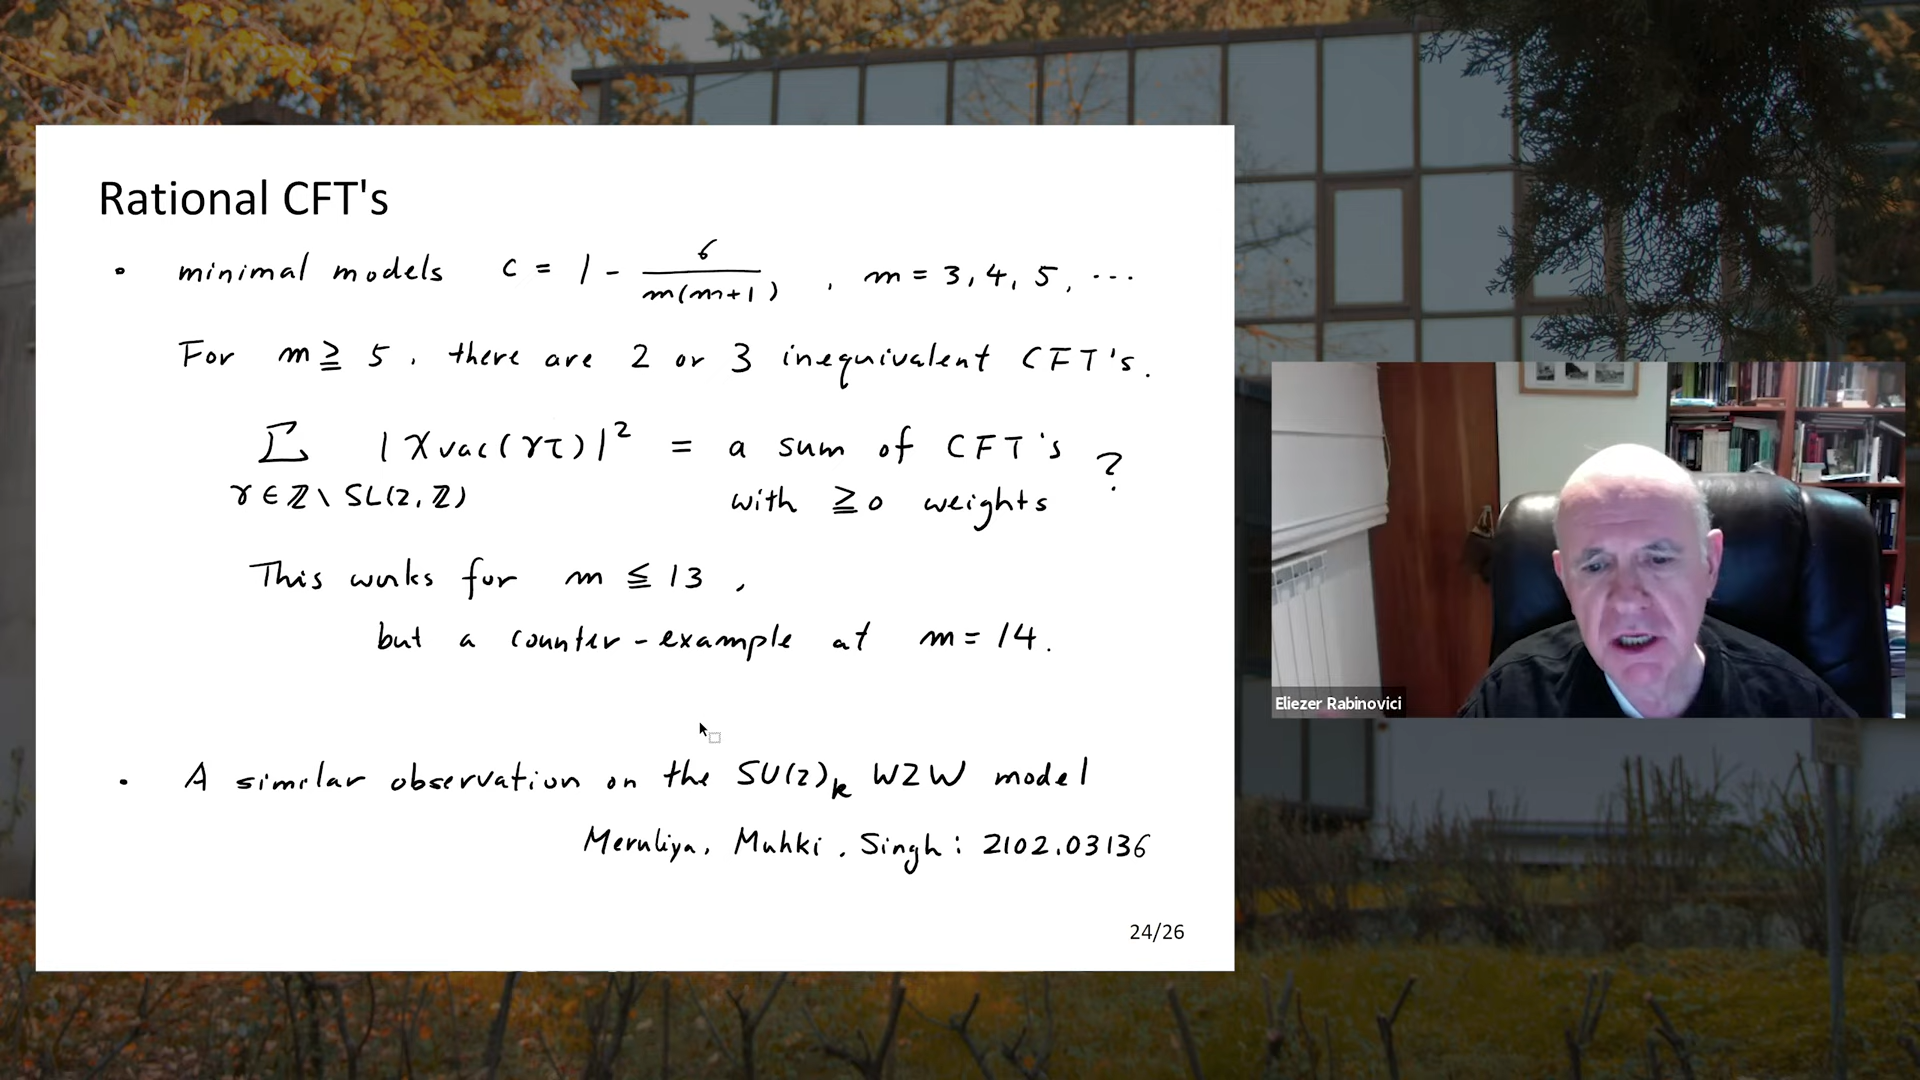 Rational CFT's
• minimal models c = 1 - 6/(m(m+1)) , m = 3, 4, 5, ...
For m ≧ 5 , there are 2 or 3 inequivalent CFT's.
∑ |χvac(γτ)|² = a sum of CFT's ?
γ∈ℤ\SL(2,ℤ) with ≧0 weights
This works for m ≦ 13 ,
but a counter-example at m = 14.
• A similar observation on the SU(2)k WZW model
Meruliya, Muhki, Singh: 2102.03136
24/26
Eliezer Rabinovici